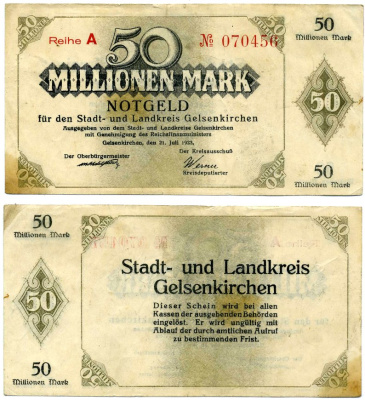 Reihe A
50
№ 070456
50
Millionen Mark
MILLIONEN MARK
NOTGELD
für den Stadt- und Landkreis Gelsenkirchen
Ausgegeben von dem Stadt- und Landkreise Gelsenkirchen
mit Genehmigung des Reichsfinanzministers
Gelsenkirchen, den 31. Juli 1923.
Der Oberbürgermeister
Der Kreisausschuß
Werner
Kreisdeputierter
50
50
Millionen Mark
50
Millionen Mark
50
50
Millionen Mark
Stadt- und Landkreis
Gelsenkirchen
Dieser Schein wird bei allen
Kassen der ausgebenden Behörden
eingelöst. Er wird ungültig mit
Ablauf der durch amtlichen Aufruf
zu bestimmenden Frist.